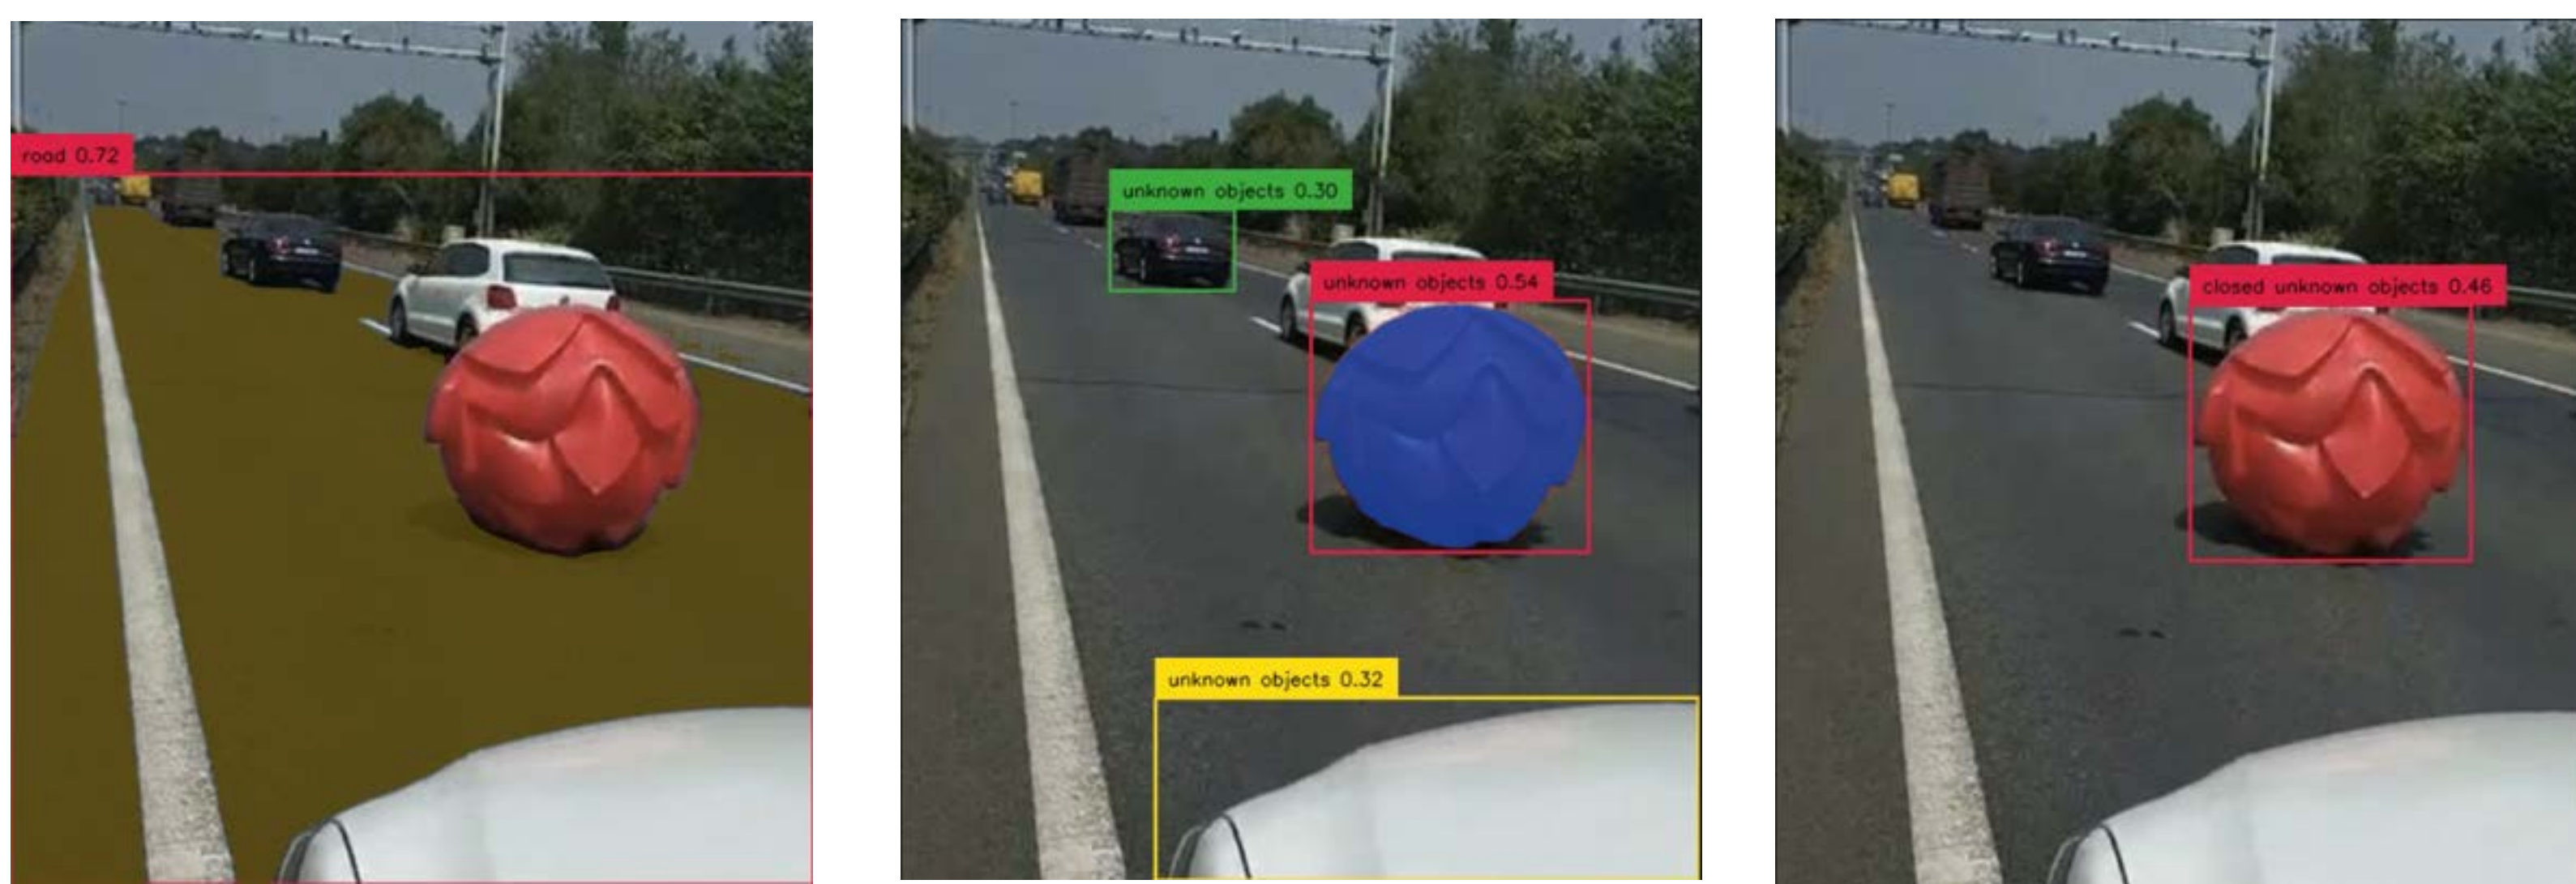 road 0.72
unknown objects 0.30
unknown objects 0.54
unknown objects 0.32
closed unknown objects 0.46